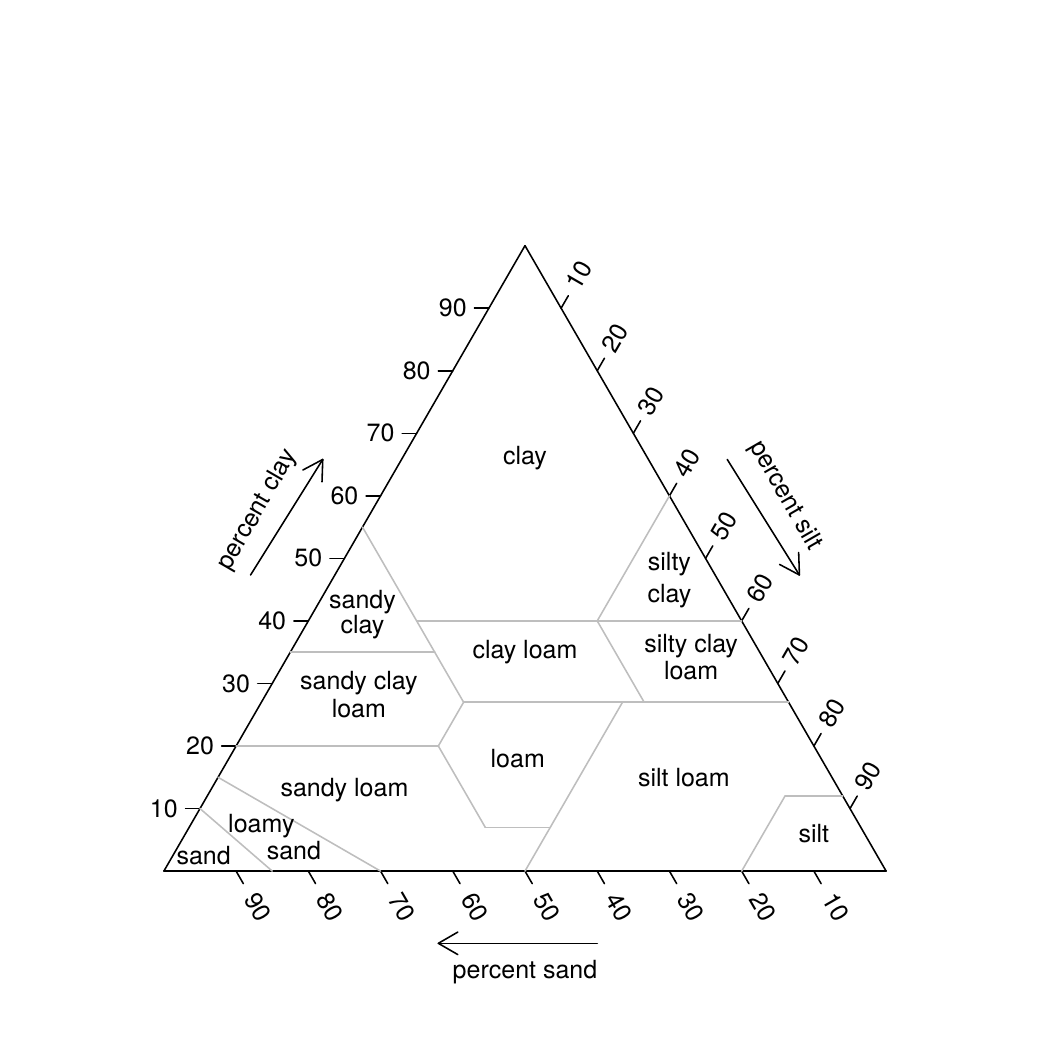 10
90
20
80
30
70
percent clay
percent silt
clay
40
60
50
50
silty
clay
60
sandy
clay
40
clay loam
silty clay
loam
70
30
sandy clay
loam
80
20
loam
silt loam
90
sandy loam
10
loamy
sand
silt
sand
90
80
70
60
50
40
30
20
10
percent sand